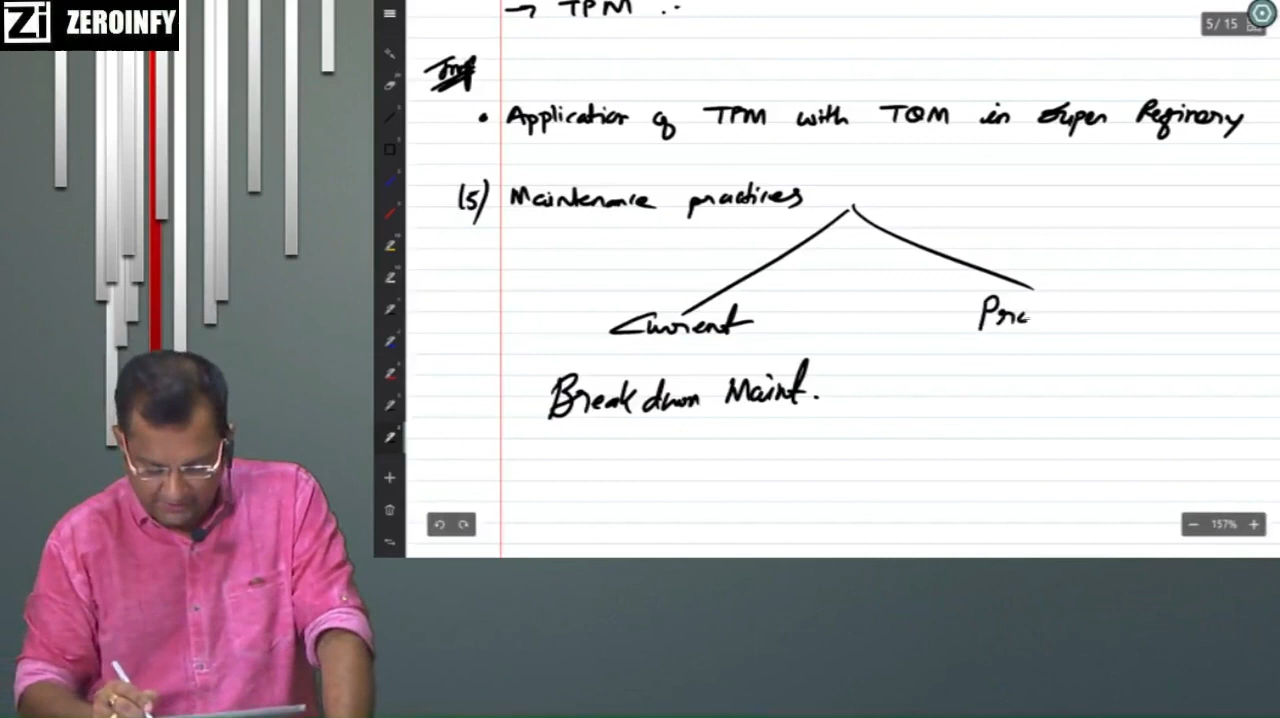 Zi ZEROINFY
→ TPM ..
5/15
• Application of TPM with TQM in Super Refinery
(5) Maintenance practices
Current
Pre
Breakdown Maint.
157%